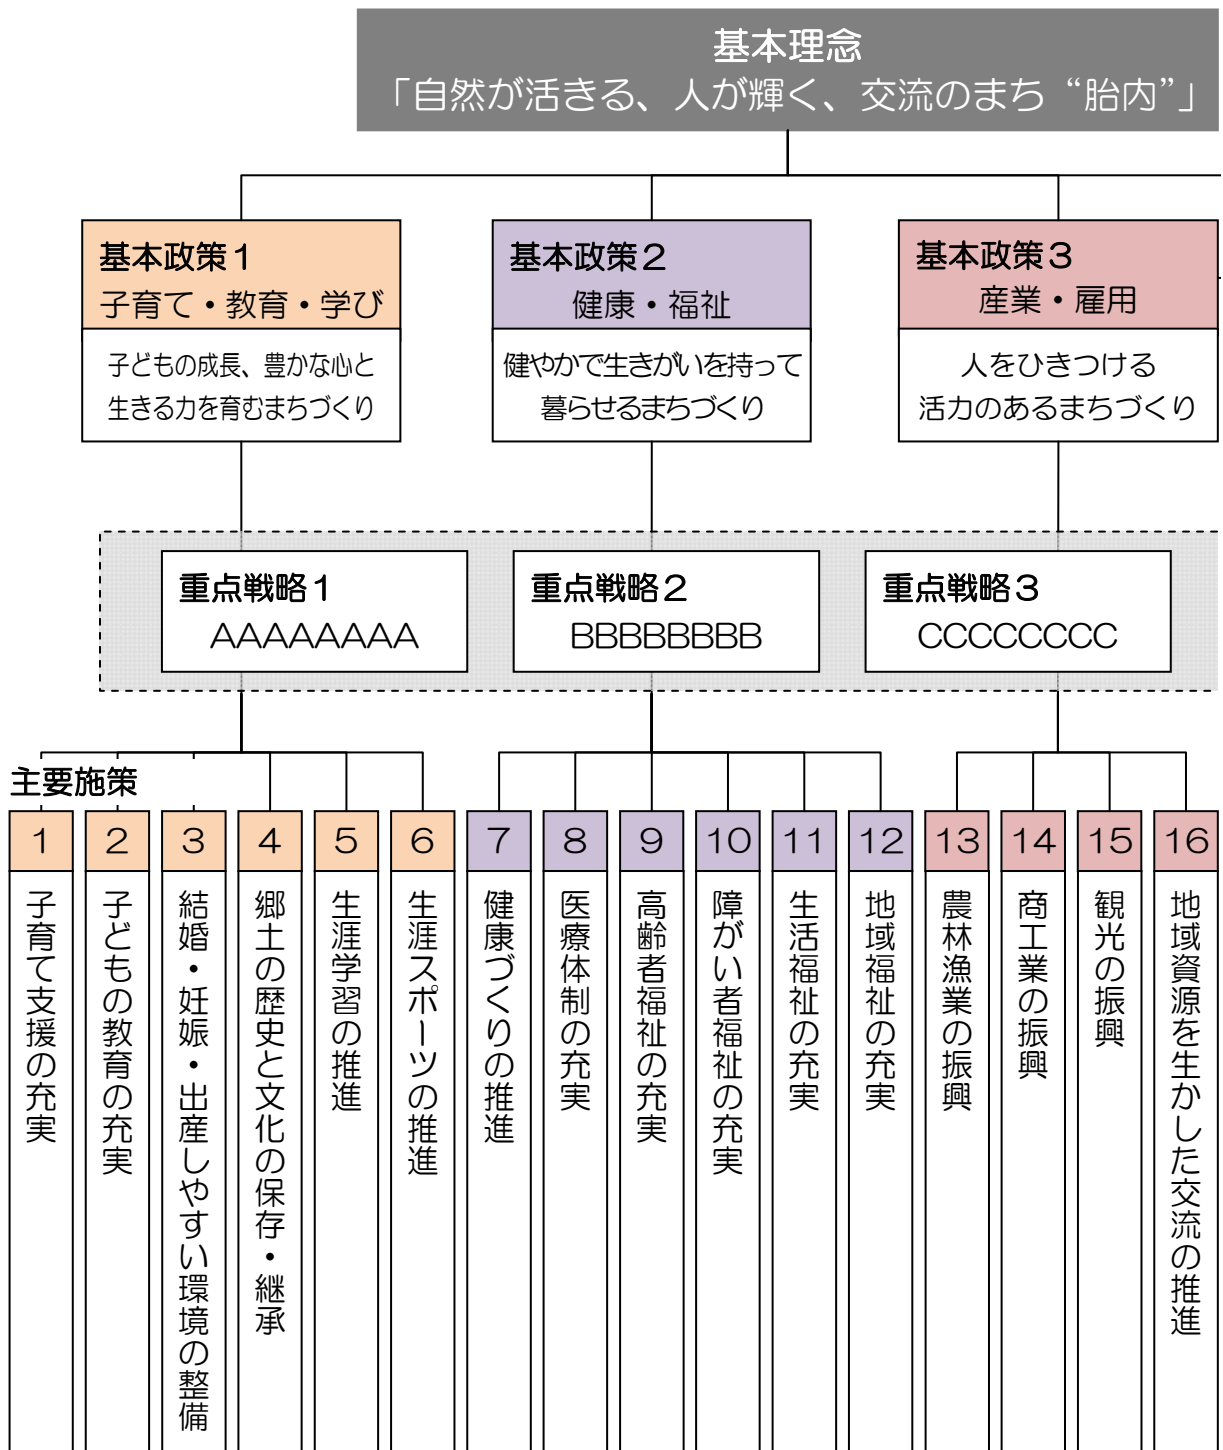 基本理念
「自然が活きる、人が輝く、交流のまち “胎内”」
基本政策1
子育て・教育・学び
子どもの成長、豊かな心と
生きる力を育むまちづくり
基本政策2
健康・福祉
健やかで生きがいを持って
暮らせるまちづくり
基本政策3
産業・雇用
人をひきつける
活力のあるまちづくり
重点戦略1
AAAAAAAA
重点戦略2
BBBBBBBB
重点戦略3
CCCCCCCC
主要施策
1
子育て支援の充実
2
子どもの教育の充実
3
結婚・妊娠・出産しやすい環境の整備
4
郷土の歴史と文化の保存・継承
5
生涯学習の推進
6
生涯スポーツの推進
7
健康づくりの推進
8
医療体制の充実
9
高齢者福祉の充実
10
障がい者福祉の充実
11
生活福祉の充実
12
地域福祉の充実
13
農林漁業の振興
14
商工業の振興
15
観光の振興
16
地域資源を生かした交流の推進